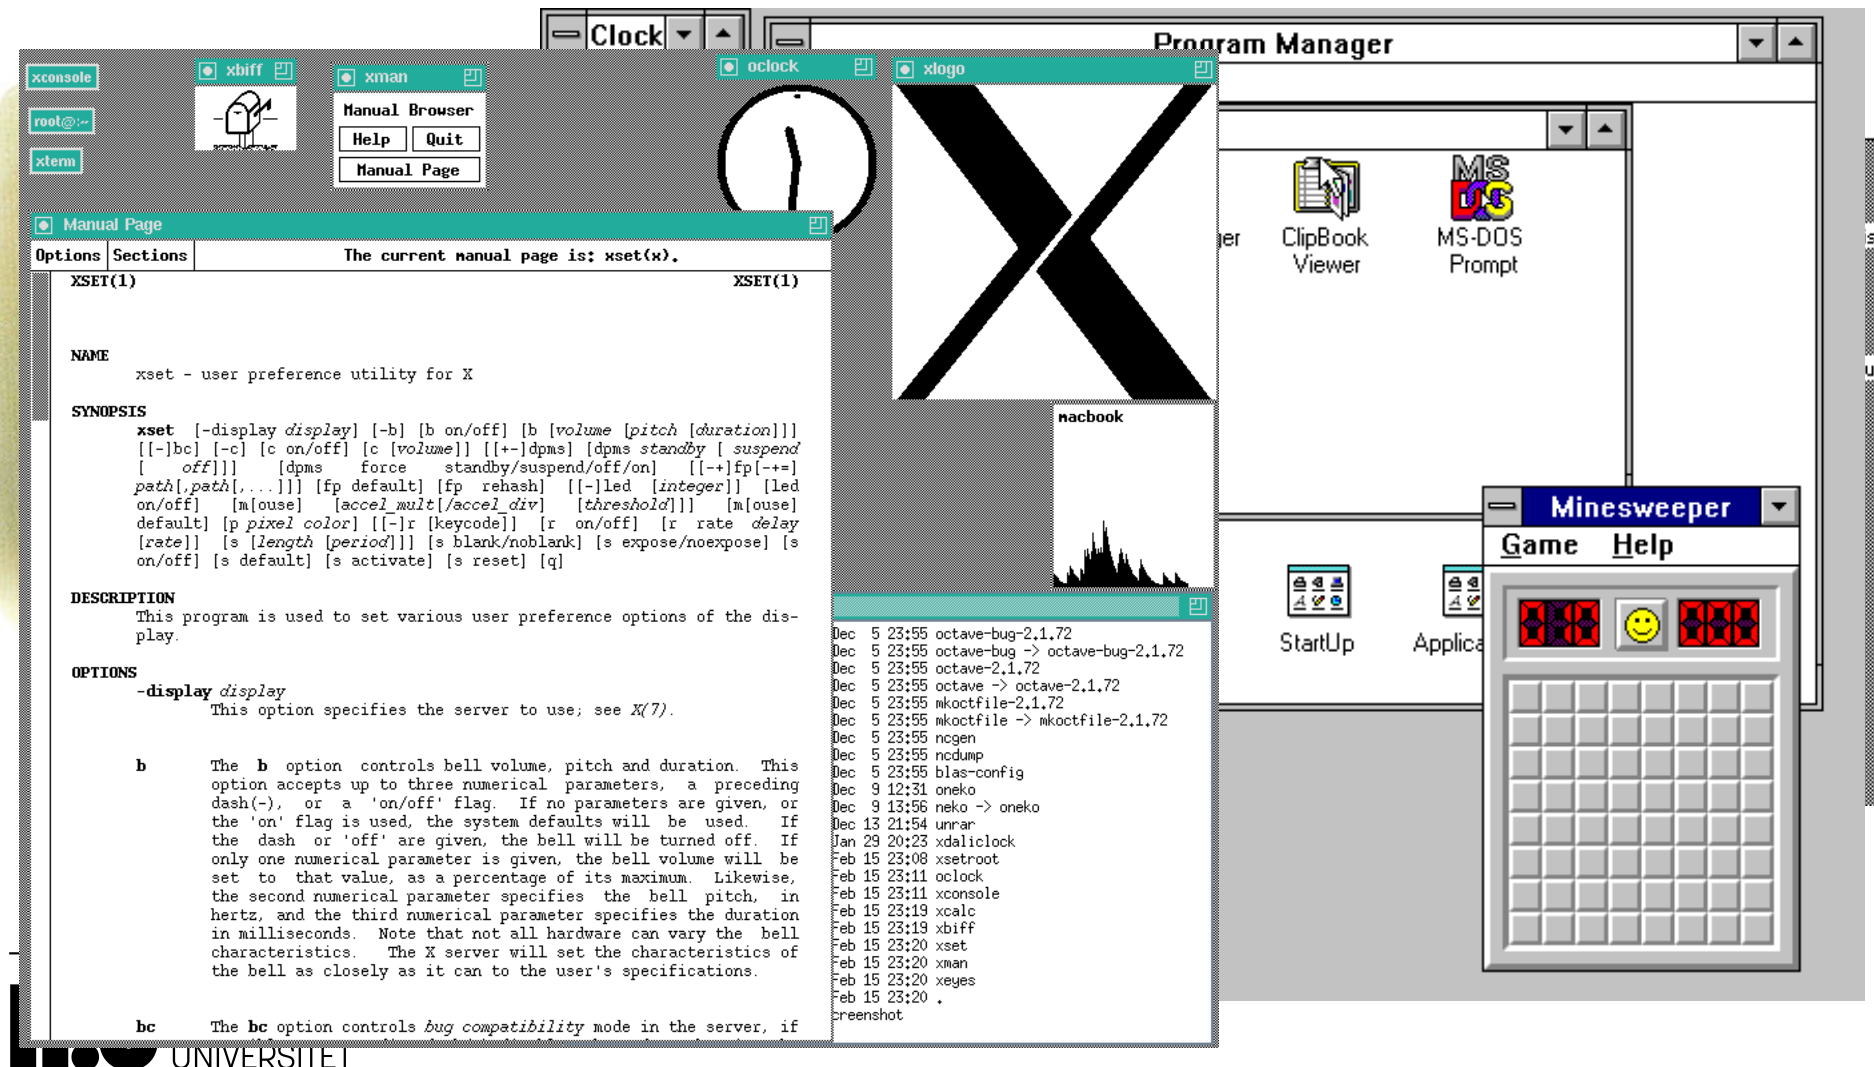 Clock
Program Manager
xconsole
root@:~
xterm
xbiff
xman
Manual Browser
Help Quit
Manual Page
oclock
xlogo
ClipBook
Viewer
MS-DOS
Prompt
Manual Page
Options Sections The current manual page is: xset(x).
XSET(1) XSET(1)
NAME
xset - user preference utility for X
SYNOPSIS
xset [-display display] [-b] [b on/off] [b [volume [pitch [duration]]]
[[-]bc] [-c] [c on/off] [c [volume]] [[+-]dpms] [dpms standby [ suspend
[ off]]] [dpms force standby/suspend/off/on] [[-+]fp[-+=]
path[,path[,...]]] [fp default] [fp rehash] [[-]led [integer]] [led
on/off] [m[ouse] [accel_mult[/accel_div] [threshold]]] [m[ouse]
default] [p pixel color] [[-]r [keycode]] [r on/off] [r rate delay
[rate]] [s [length [period]]] [s blank/noblank] [s expose/noexpose] [s
on/off] [s default] [s activate] [s reset] [q]
DESCRIPTION
This program is used to set various user preference options of the dis-
play.
OPTIONS
-display display
This option specifies the server to use; see X(7).
b The b option controls bell volume, pitch and duration. This
option accepts up to three numerical parameters, a preceding
dash(-), or a 'on/off' flag. If no parameters are given, or
the 'on' flag is used, the system defaults will be used. If
the dash or 'off' are given, the bell will be turned off. If
only one numerical parameter is given, the bell volume will be
set to that value, as a percentage of its maximum. Likewise,
the second numerical parameter specifies the bell pitch, in
hertz, and the third numerical parameter specifies the duration
in milliseconds. Note that not all hardware can vary the bell
characteristics. The X server will set the characteristics of
the bell as closely as it can to the user's specifications.
bc The bc option controls bug compatibility mode in the server, if
macbook
Dec 5 23:55 octave-bug-2.1.72
Dec 5 23:55 octave-bug -> octave-bug-2.1.72
Dec 5 23:55 octave-2.1.72
Dec 5 23:55 octave -> octave-2.1.72
Dec 5 23:55 mkoctfile-2.1.72
Dec 5 23:55 mkoctfile -> mkoctfile-2.1.72
Dec 5 23:55 ncgen
Dec 5 23:55 ncdump
Dec 5 23:55 blas-config
Dec 9 12:31 oneko
Dec 9 13:56 neko -> oneko
Dec 13 21:54 unrar
Jan 29 20:23 xdaliclock
Feb 15 23:08 xsetroot
Feb 15 23:11 oclock
Feb 15 23:11 xconsole
Feb 15 23:19 xcalc
Feb 15 23:19 xbiff
Feb 15 23:20 xset
Feb 15 23:20 xman
Feb 15 23:20 xeyes
Feb 15 23:20 .
creenshot
StartUp
Minesweeper
Game Help
UNIVERSITET